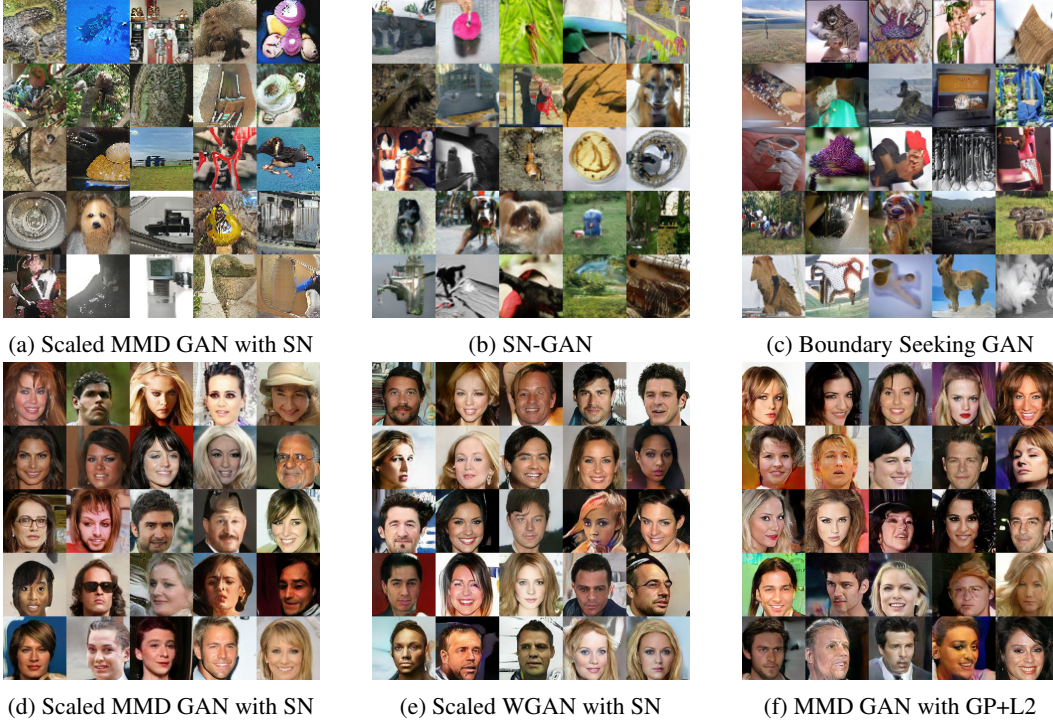 (a) Scaled MMD GAN with SN
(b) SN-GAN
(c) Boundary Seeking GAN
(d) Scaled MMD GAN with SN
(e) Scaled WGAN with SN
(f) MMD GAN with GP+L2